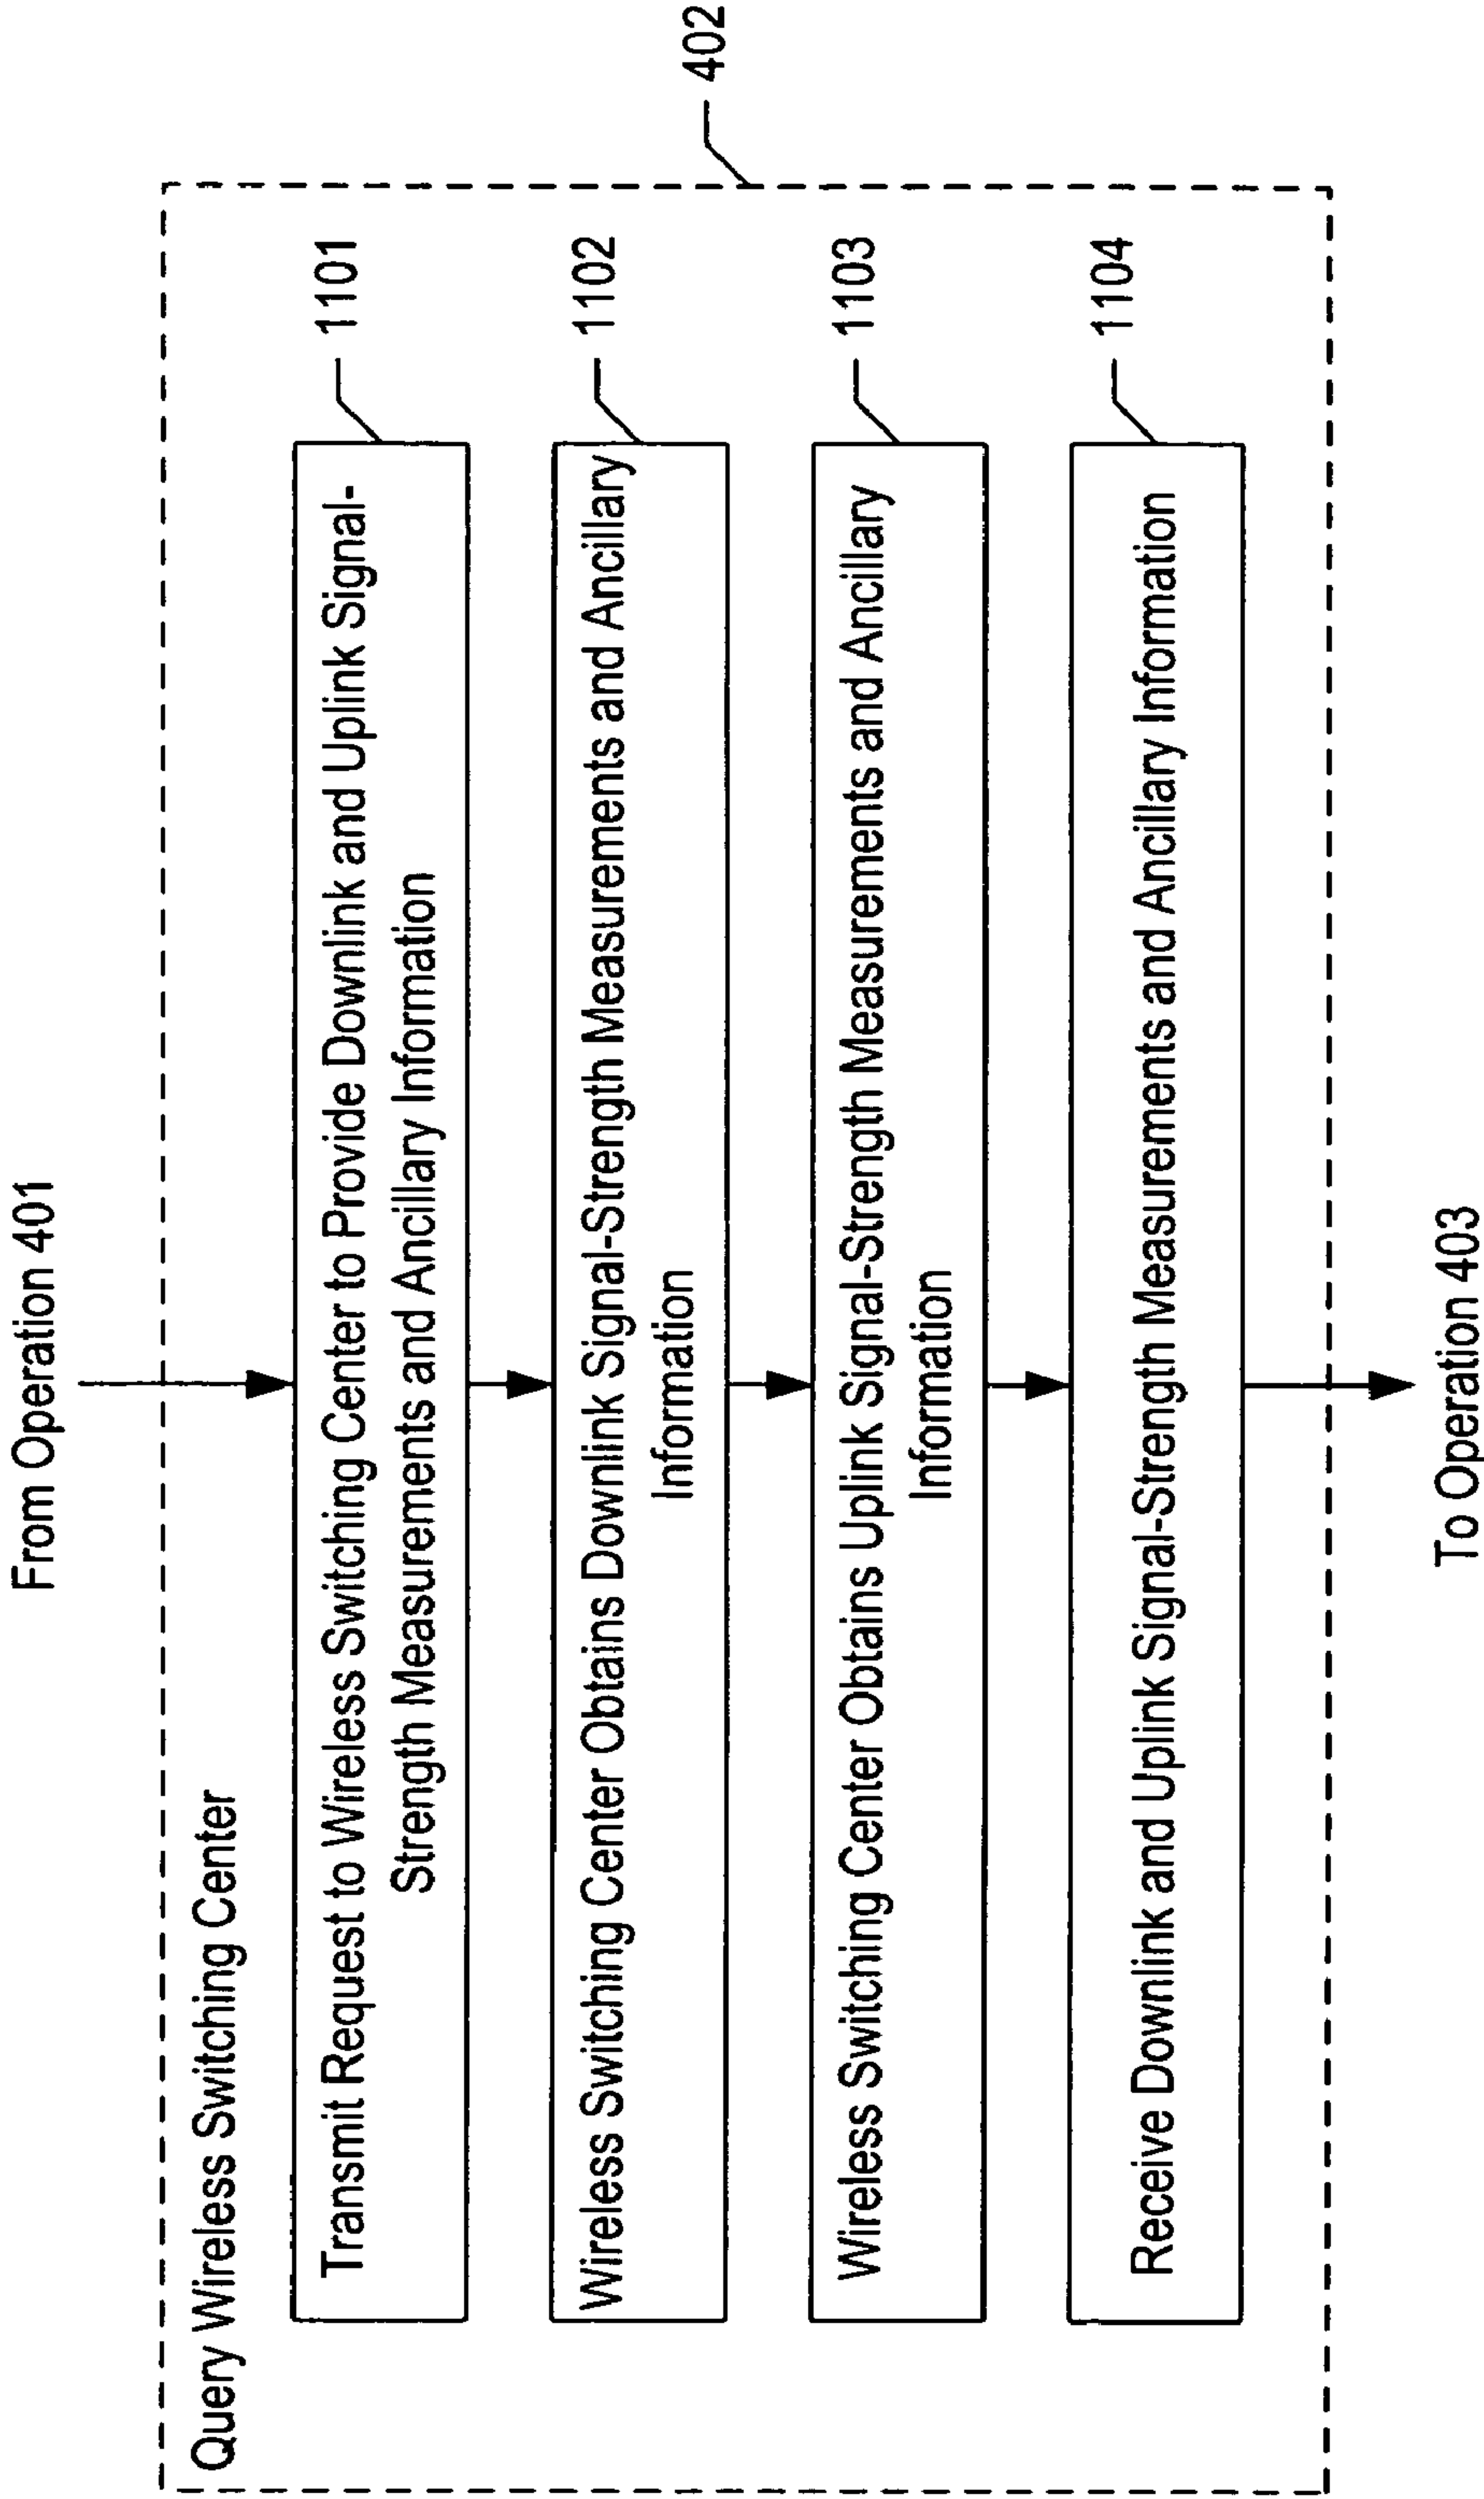 From Operation 401
Query Wireless Switching Center
402
Transmit Request to Wireless Switching Center to Provide Downlink and Uplink Signal-
Strength Measurements and Ancillary Information
1101
Wireless Switching Center Obtains Downlink Signal-Strength Measurements and Ancillary
Information
1102
Wireless Switching Center Obtains Uplink Signal-Strength Measurements and Ancillary
Information
1103
Receive Downlink and Uplink Signal-Strength Measurements and Ancillary Information
1104
To Operation 403